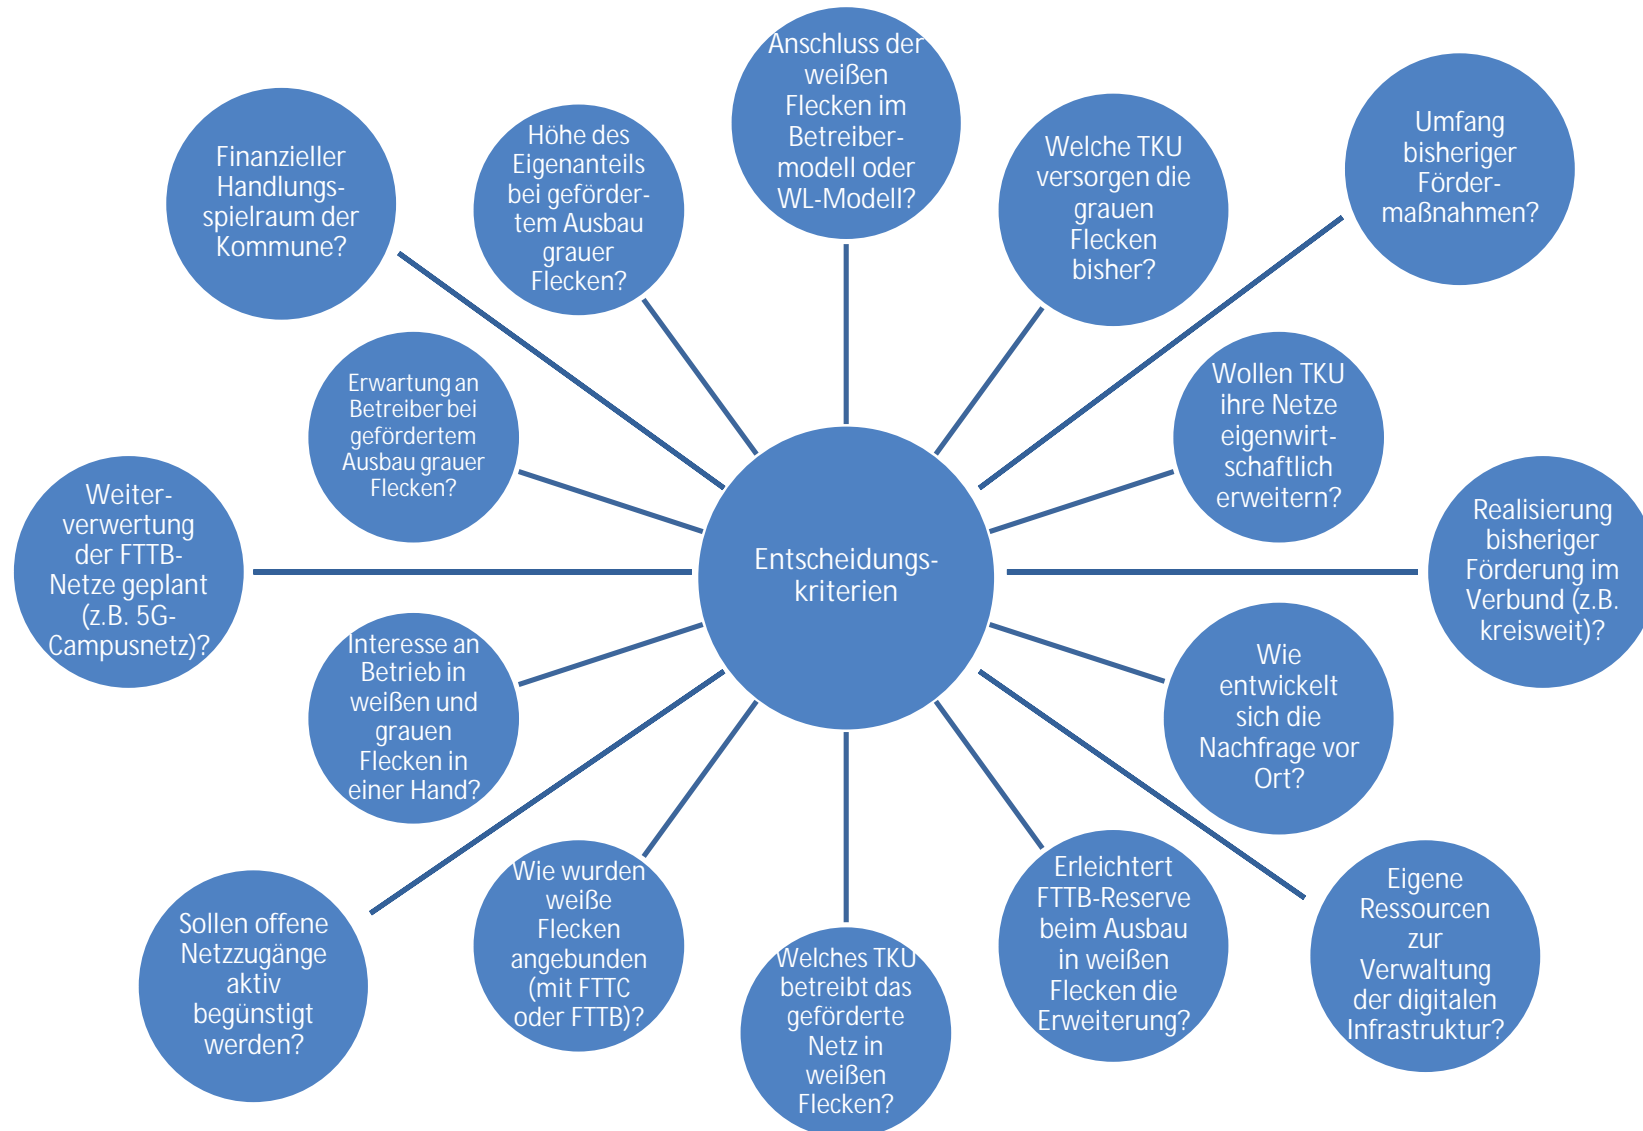 Anschluss der
weißen
Flecken im
Betreiber-
modell oder
WL-Modell?
Welche TKU
versorgen die
grauen
Flecken
bisher?
Umfang
bisheriger
Förder-
maßnahmen?
Wollen TKU
ihre Netze
eigenwirt-
schaftlich
erweitern?
Realisierung
bisheriger
Förderung im
Verbund (z.B.
kreisweit)?
Wie
entwickelt
sich die
Nachfrage vor
Ort?
Eigene
Ressourcen
zur
Verwaltung
der digitalen
Infrastruktur?
Erleichtert
FTTB-Reserve
beim Ausbau
in weißen
Flecken die
Erweiterung?
Welches TKU
betreibt das
geförderte
Netz in
weißen
Flecken?
Wie wurden
weiße
Flecken
angebunden
(mit FTTC
oder FTTB)?
Sollen offene
Netzzugänge
aktiv
begünstigt
werden?
Interesse an
Betrieb in
weißen und
grauen
Flecken in
einer Hand?
Weiter-
verwertung
der FTTB-
Netze geplant
(z.B. 5G-
Campusnetz)?
Erwartung an
Betreiber bei
gefördertem
Ausbau grauer
Flecken?
Finanzieller
Handlungs-
spielraum der
Kommune?
Höhe des
Eigenanteils
bei geförder-
tem Ausbau
grauer
Flecken?
Entscheidungs-
kriterien